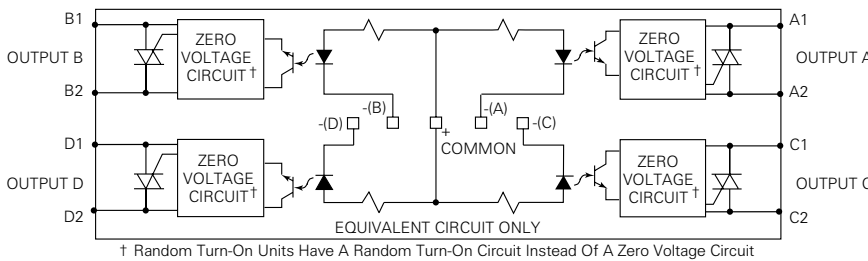 B1
OUTPUT B
B2
ZERO
VOLTAGE
CIRCUIT †
ZERO
VOLTAGE
CIRCUIT †
A1
OUTPUT A
A2
-(D)
-(B)
+
COMMON
-(A)
-(C)
D1
OUTPUT D
D2
ZERO
VOLTAGE
CIRCUIT†
ZERO
VOLTAGE
CIRCUIT†
C1
OUTPUT C
C2
EQUIVALENT CIRCUIT ONLY
† Random Turn-On Units Have A Random Turn-On Circuit Instead Of A Zero Voltage Circuit